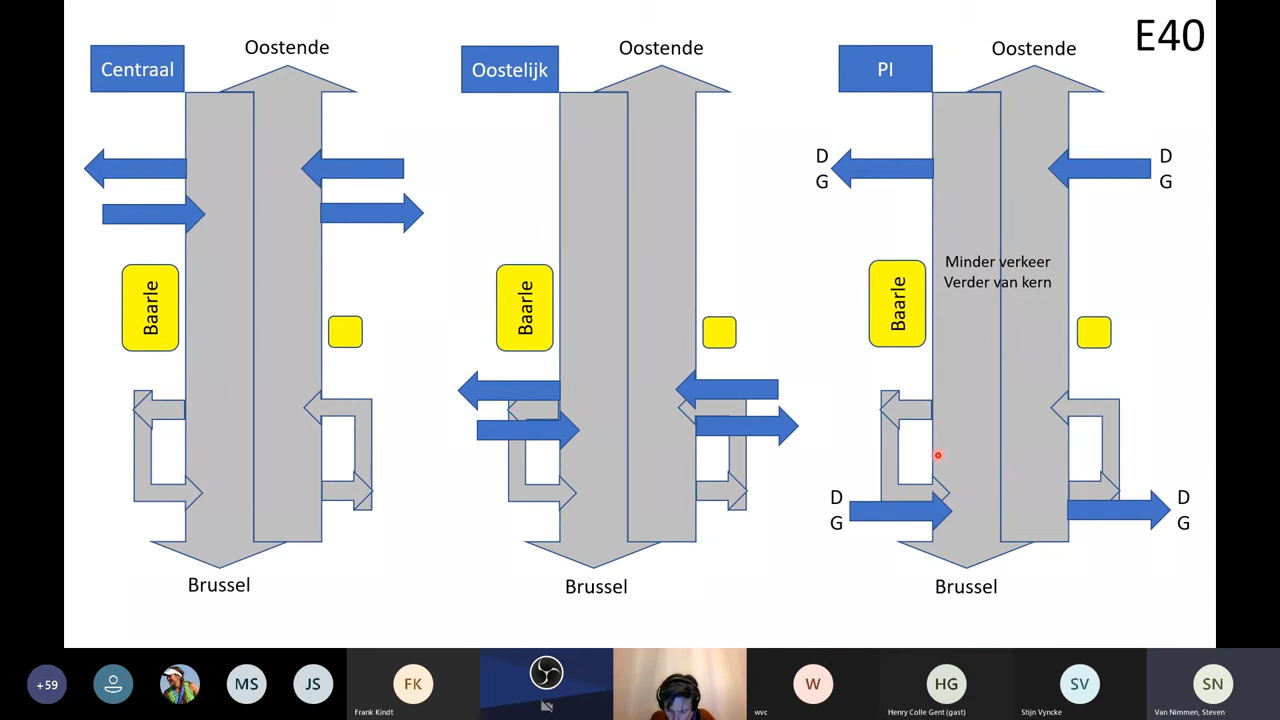 E40
Centraal
Oostende
Baarle
Brussel
Oostelijk
Oostende
Baarle
Brussel
PI
Oostende
D
G
D
G
Minder verkeer
Verder van kern
Baarle
D
G
D
G
Brussel
+59
MS
JS
FK
Frank Kindt
W
wvc
HG
Henry Colle Gent (gast)
SV
Stijn Vyncke
SN
Van Nimmen, Steven